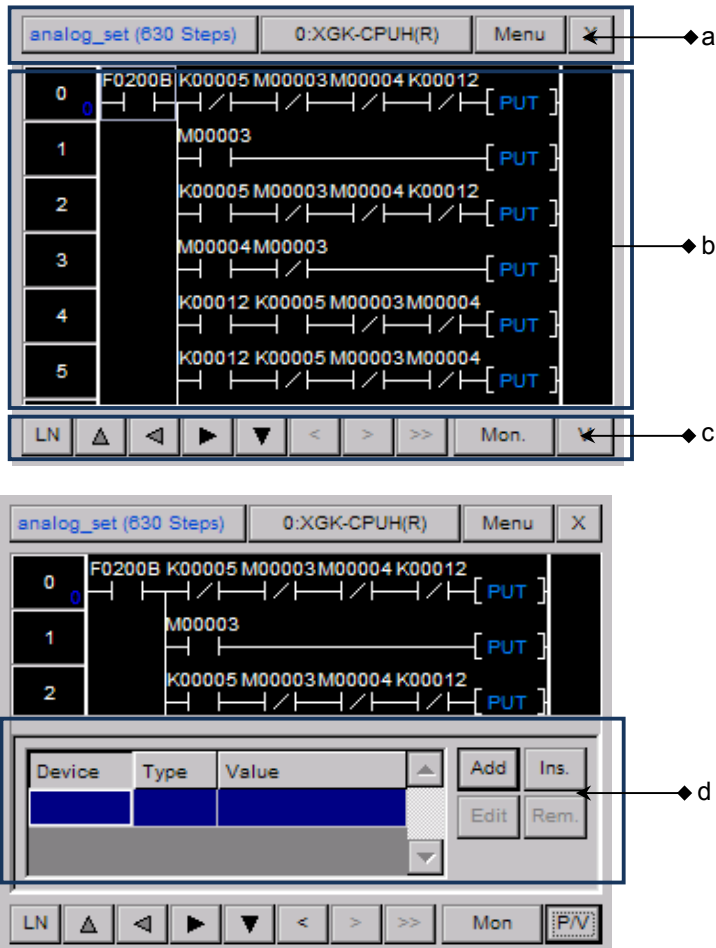 analog_set (630 Steps) 0:XGK-CPUH(R) Menu X
a
F0200B K00005 M00003 M00004 K00012
0 0 PUT
M00003
1 PUT
K00005 M00003 M00004 K00012
2 PUT
b
M00004 M00003
3 PUT
K00012 K00005 M00003 M00004
4 PUT
K00012 K00005 M00003 M00004
5 PUT
LN < > >> Mon. V
c
analog_set (630 Steps) 0:XGK-CPUH(R) Menu X
F0200B K00005 M00003 M00004 K00012
0 0 PUT
M00003
1 PUT
K00005 M00003 M00004 K00012
2 PUT
Device Type Value Add Ins.
d
Edit Rem.
LN < > >> Mon P/V